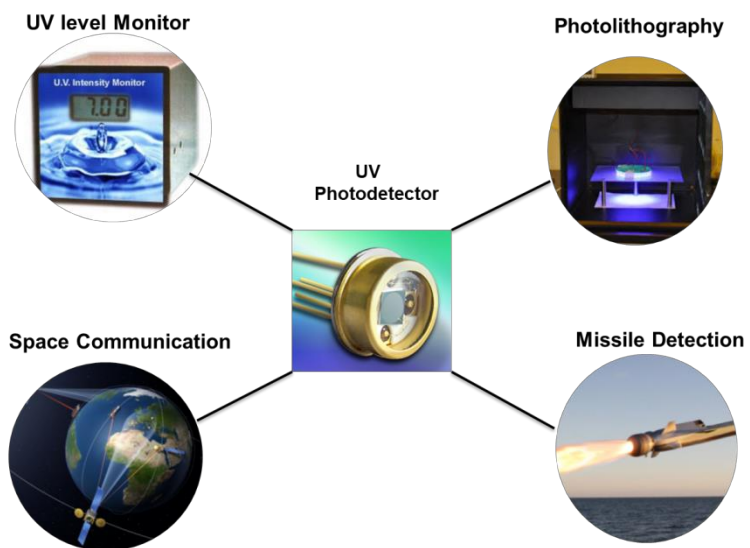 UV level Monitor
Photolithography
U.V. Intensity Monitor
7.00
UV
Photodetector
Space Communication
Missile Detection